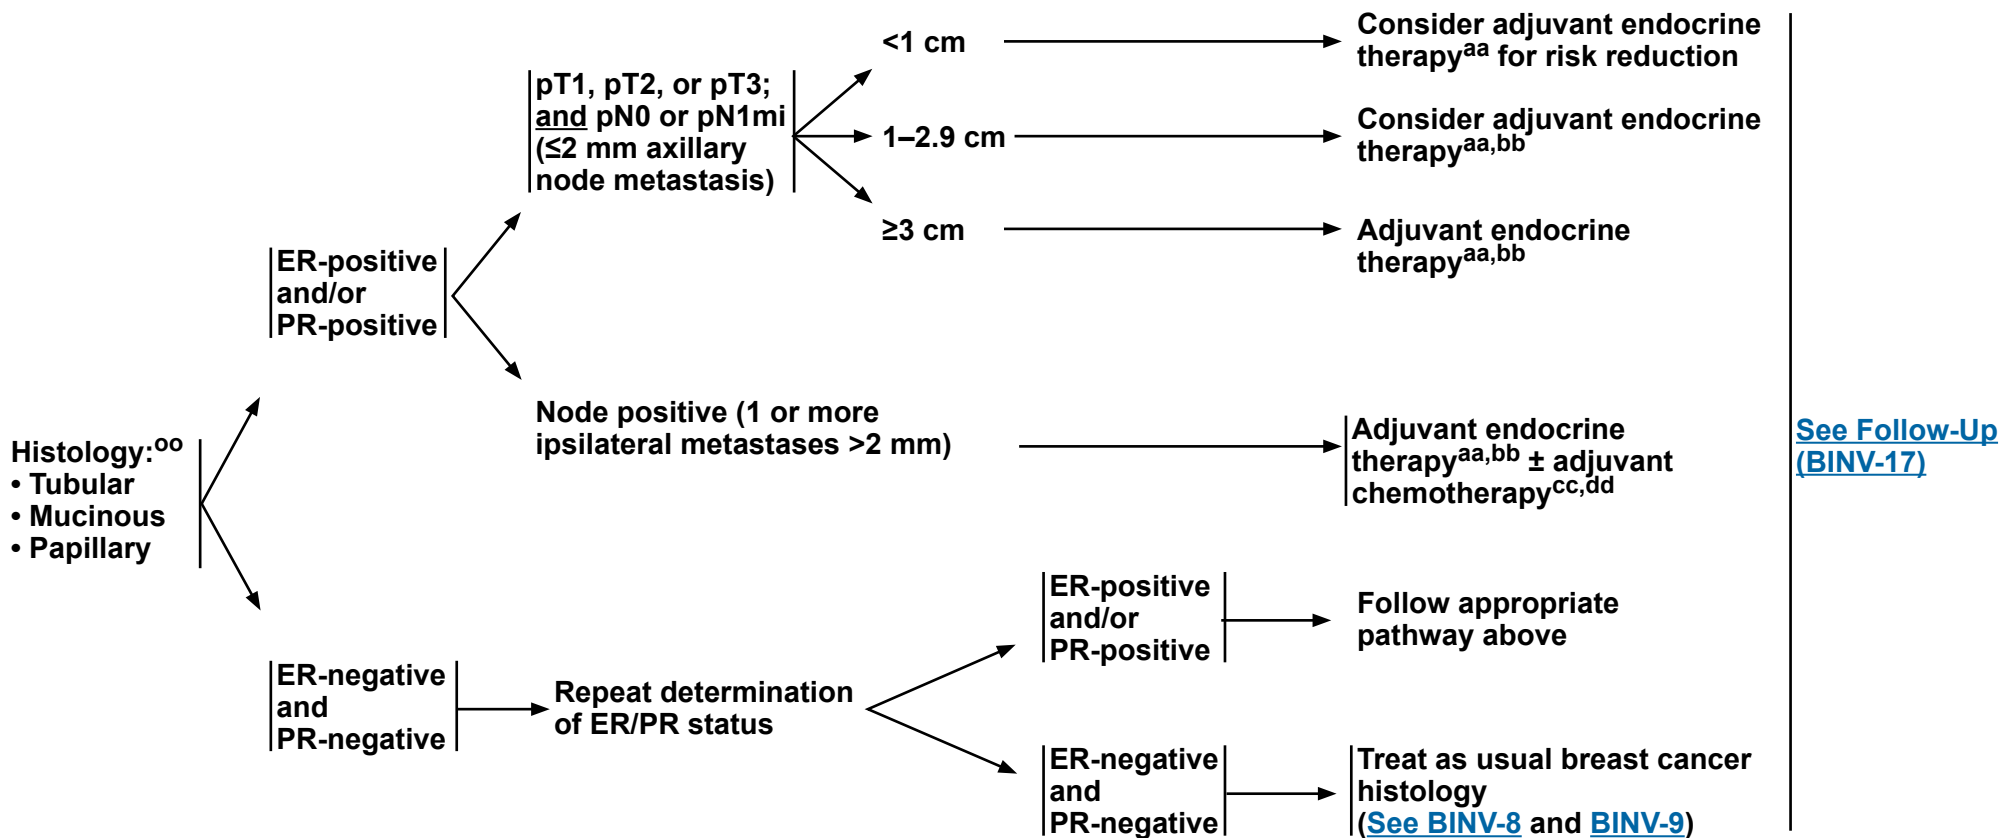 Histology:oo
• Tubular
• Mucinous
• Papillary
ER-positive
and/or
PR-positive
pT1, pT2, or pT3;
and pN0 or pN1mi
(≤2 mm axillary
node metastasis)
<1 cm
Consider adjuvant endocrine
therapyaa for risk reduction
1–2.9 cm
Consider adjuvant endocrine
therapyaa,bb
≥3 cm
Adjuvant endocrine
therapyaa,bb
Node positive (1 or more
ipsilateral metastases >2 mm)
Adjuvant endocrine
therapyaa,bb ± adjuvant
chemotherapycc,dd
ER-negative
and
PR-negative
Repeat determination
of ER/PR status
ER-positive
and/or
PR-positive
Follow appropriate
pathway above
ER-negative
and
PR-negative
Treat as usual breast cancer
histology
(See BINV-8 and BINV-9)
See Follow-Up
(BINV-17)